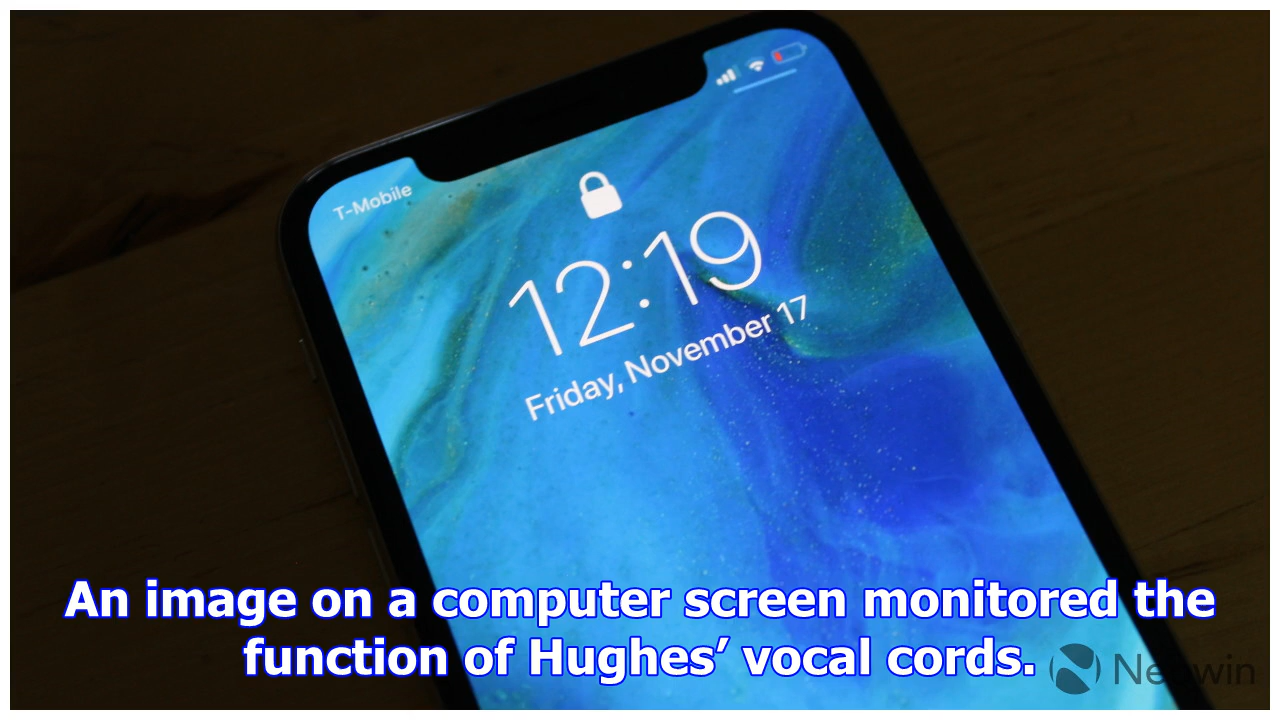 T-Mobile
12:19
Friday, November 17
An image on a computer screen monitored the
function of Hughes’ vocal cords.
Neowin